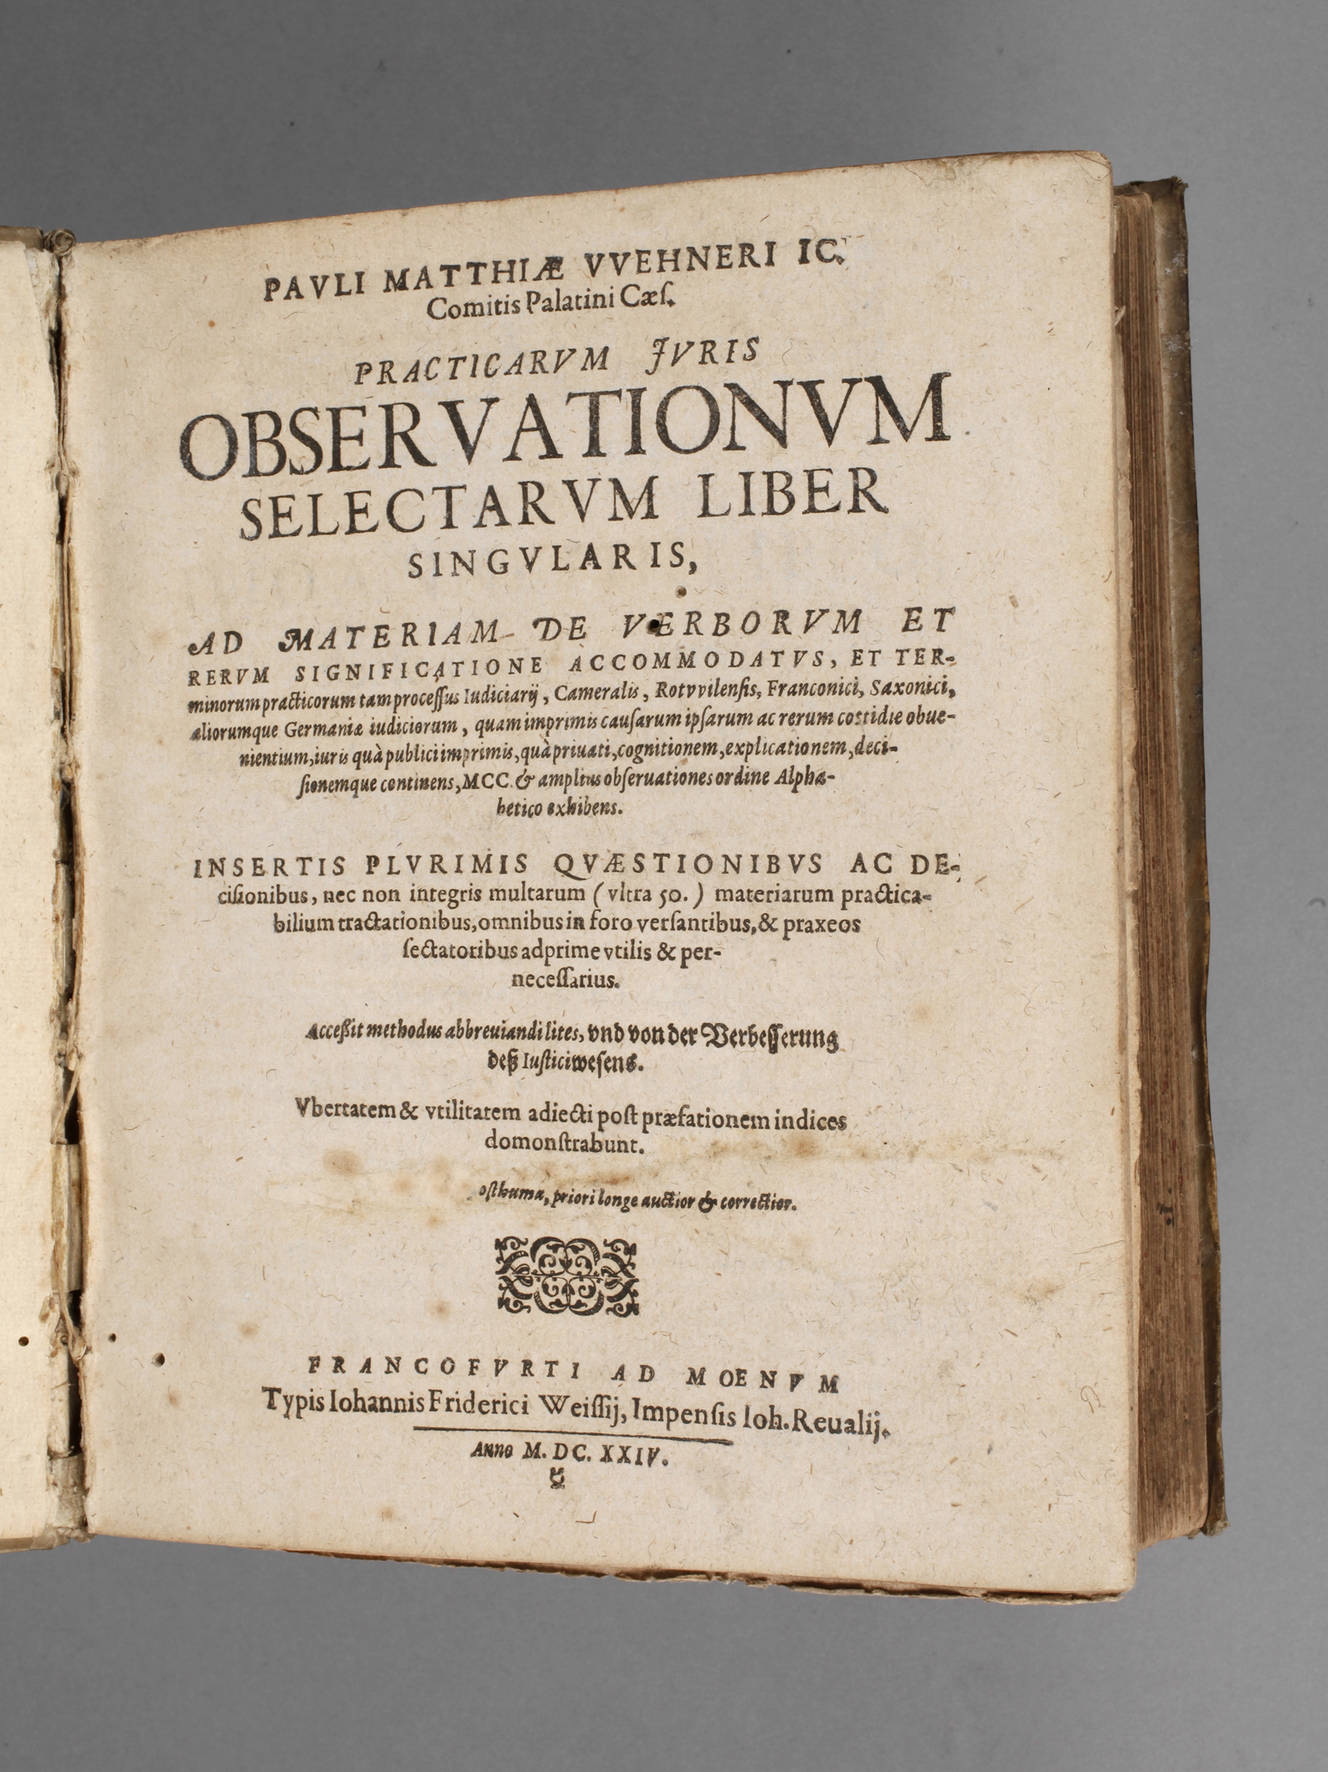 PAVLI MATTHIÆ VVEHNERI IC.
Comitis Palatini Cæſ.
PRACTICARVM JVRIS
OBSERVATIONVM
SELECTARVM LIBER
SINGVLARIS,
AD MATERIAM DE VERBORVM ET
RERVM SIGNIFICATIONE ACCOMMODATVS, ET TER-
minorum practicorum tam proceſſus Iudiciarij, Cameralis, Rotvvilenſis, Franconici, Saxonici,
aliorumque Germaniæ iudiciorum, quam imprimis cauſarum ipſarum ac rerum costidie obue-
nientium, iuris quà publici imprimis, quà priuati, cognitionem, explicationem, deci-
ſionemque continens, MCC. & amplius obſeruationes ordine Alpha-
betico exhibens.
INSERTIS PLVRIMIS QVÆSTIONIBVS AC DE-
ciſionibus, nec non integris multarum (vltra 50.) materiarum practica-
bilium tractationibus, omnibus in foro verſantibus, & praxeos
ſectatoribus adprime vtilis & per-
neceſſarius.
Acceßit methodus abbreuiandi lites, vnd von der Verbeſſerung
deß Iuſticiweſens.
Vbertatem & vtilitatem adiecti poſt præfationem indices
domonſtrabunt.
oſthuma, priori longe auctior & correctior.
FRANCOFVRTI AD MOENVM
Typis Iohannis Friderici Weiſſij, Impenſis Ioh. Reualij.
Anno M. DC. XXIV.